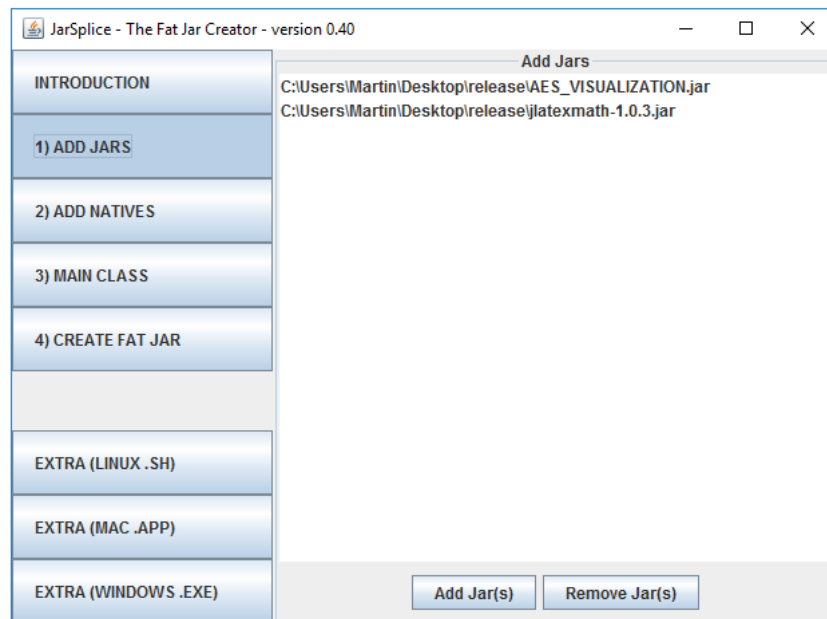 JarSplice - The Fat Jar Creator - version 0.40
INTRODUCTION
1) ADD JARS
2) ADD NATIVES
3) MAIN CLASS
4) CREATE FAT JAR
EXTRA (LINUX .SH)
EXTRA (MAC .APP)
EXTRA (WINDOWS .EXE)
Add Jars
C:\Users\Martin\Desktop\release\AES_VISUALIZATION.jar
C:\Users\Martin\Desktop\release\jlatexmath-1.0.3.jar
Add Jar(s)
Remove Jar(s)